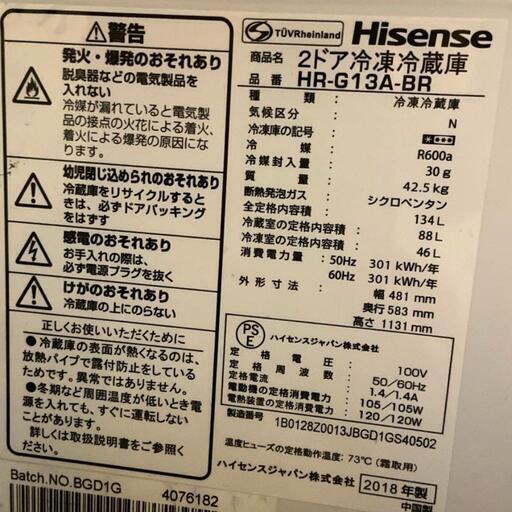 警告
発火・爆発のおそれあり
脱臭器などの電気製品を
入れない
冷媒が漏れていると電気製
品の接点の火花による着火、
着火による爆発の原因にな
ります。
幼児閉じ込められのおそれあり
冷蔵庫をリサイクルすると
きは、必ずドアパッキング
をはずす
感電のおそれあり
お手入れの際は、
必ず電源プラグを抜く
けがのおそれあり
冷蔵庫の上にのらない
正しくお使いいただくために
●冷蔵庫の表面が熱くなるのは、
放熱パイプで露付防止をしている
ためです。異常ではありません。
●冬期など周囲温度が低いとき電
源を入れても、すぐに運転しない
ことがあります。
詳しくは取扱説明書をご覧ください。
Batch.NO.BGD1G 4076182
TÜVRheinland
Hisense
商品名 2ドア冷凍冷蔵庫
品番 HR-G13A-BR
種類: 冷凍冷蔵庫
気候区分: N
冷凍庫の記号:
冷媒 R600a
冷媒封入量: 30 g
質量: 42.5 kg
断熱発泡ガス: シクロペンタン
全定格内容積: 134 L
冷蔵室の定格内容積: 88 L
冷凍室の定格内容積: 46 L
消費電力量: 50Hz 301 kWh/年
60Hz 301 kWh/年
外形寸法: 幅 481 mm
奥行 583 mm
高さ 1131 mm
PS
E
ハイセンスジャパン株式会社
定格電圧: 100V
定格周波数: 50/60Hz
定格電流: 1.4/1.4A
電動機の定格消費電力: 105/105W
電熱装置の定格消費電力: 120/120W
製造番号: 1B0128Z0013JBGD1GS40502
温度ヒューズの定格動作温度:73℃(霜取用)
ハイセンスジャパン株式会社
2018年製
中国製